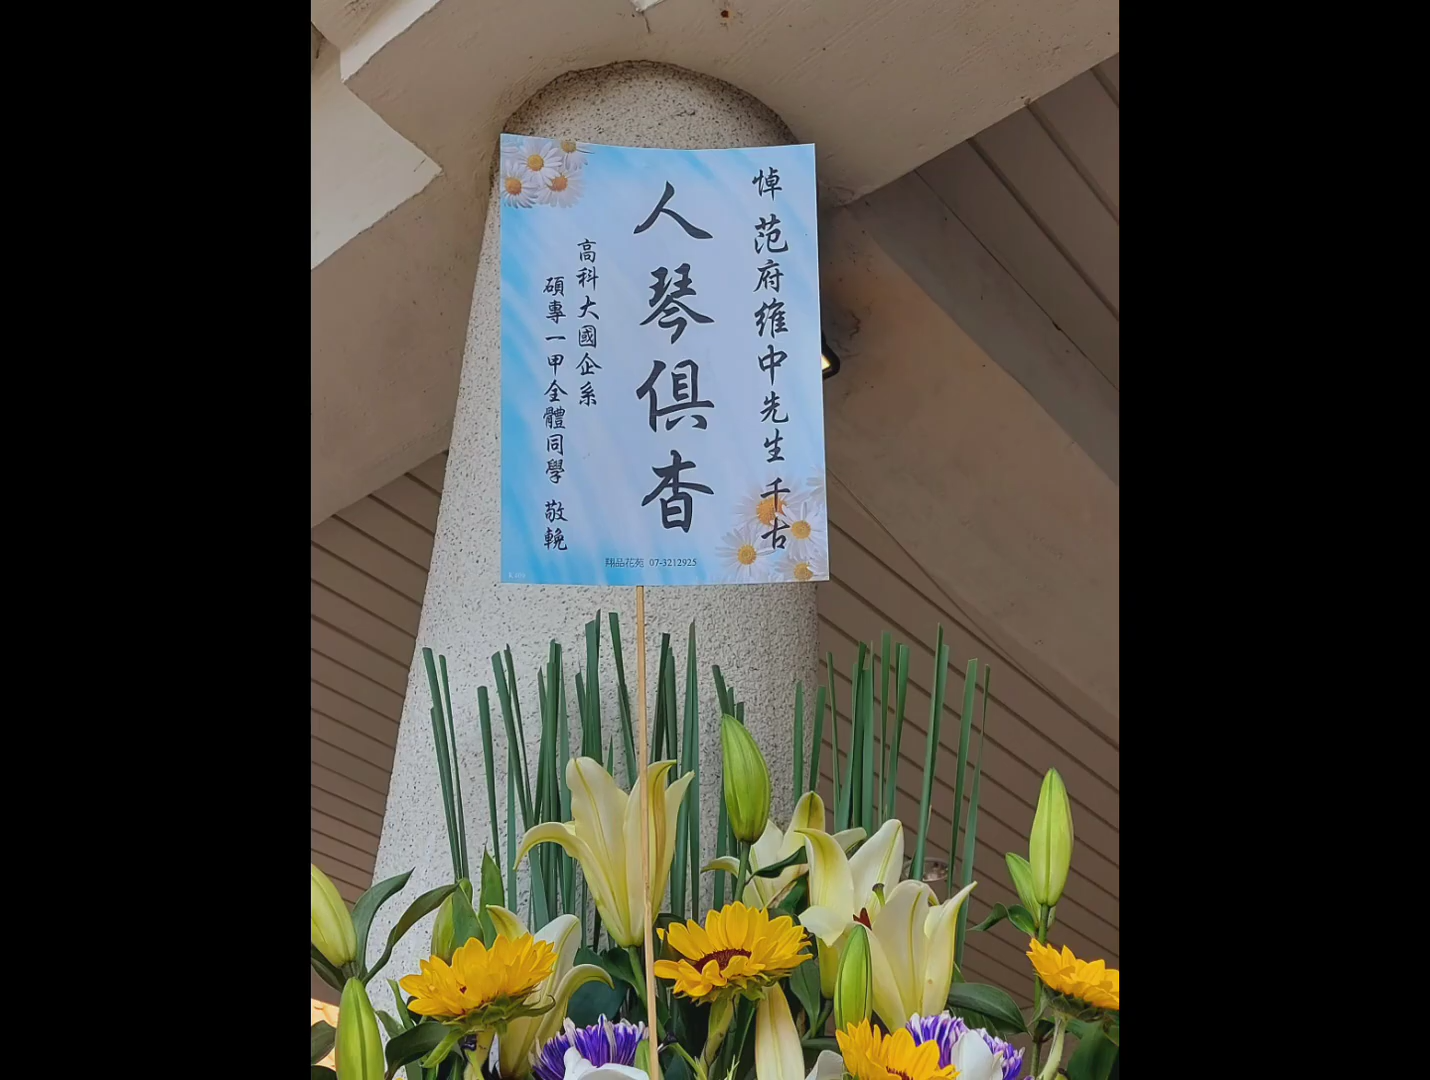 悼范府維中先生千古
人琴俱杳
高科大國企系
碩專一甲全體同學 敬輓
翔品花苑 07-3212925